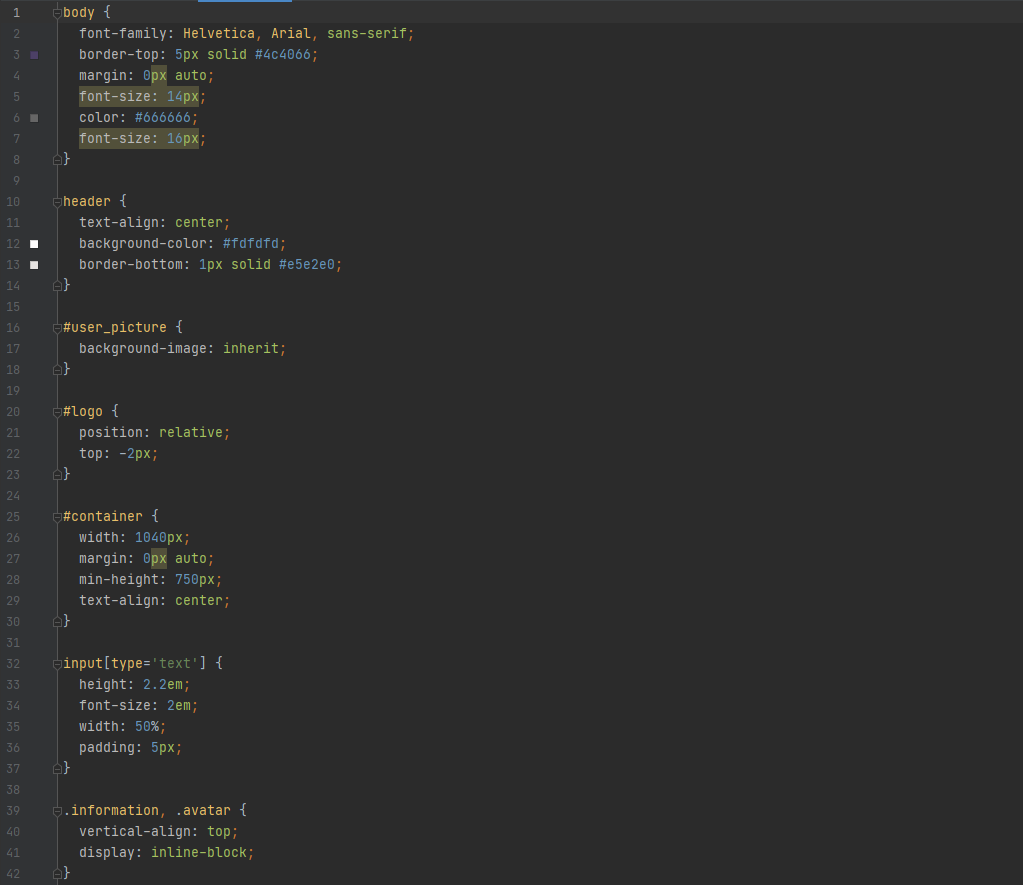 1 body {
2   font-family: Helvetica, Arial, sans-serif;
3   border-top: 5px solid #4c4066;
4   margin: 0px auto;
5   font-size: 14px;
6   color: #666666;
7   font-size: 16px;
8 }
9
10 header {
11   text-align: center;
12   background-color: #fdfdfd;
13   border-bottom: 1px solid #e5e2e0;
14 }
15
16 #user_picture {
17   background-image: inherit;
18 }
19
20 #logo {
21   position: relative;
22   top: -2px;
23 }
24
25 #container {
26   width: 1040px;
27   margin: 0px auto;
28   min-height: 750px;
29   text-align: center;
30 }
31
32 input[type='text'] {
33   height: 2.2em;
34   font-size: 2em;
35   width: 50%;
36   padding: 5px;
37 }
38
39 .information, .avatar {
40   vertical-align: top;
41   display: inline-block;
42 }